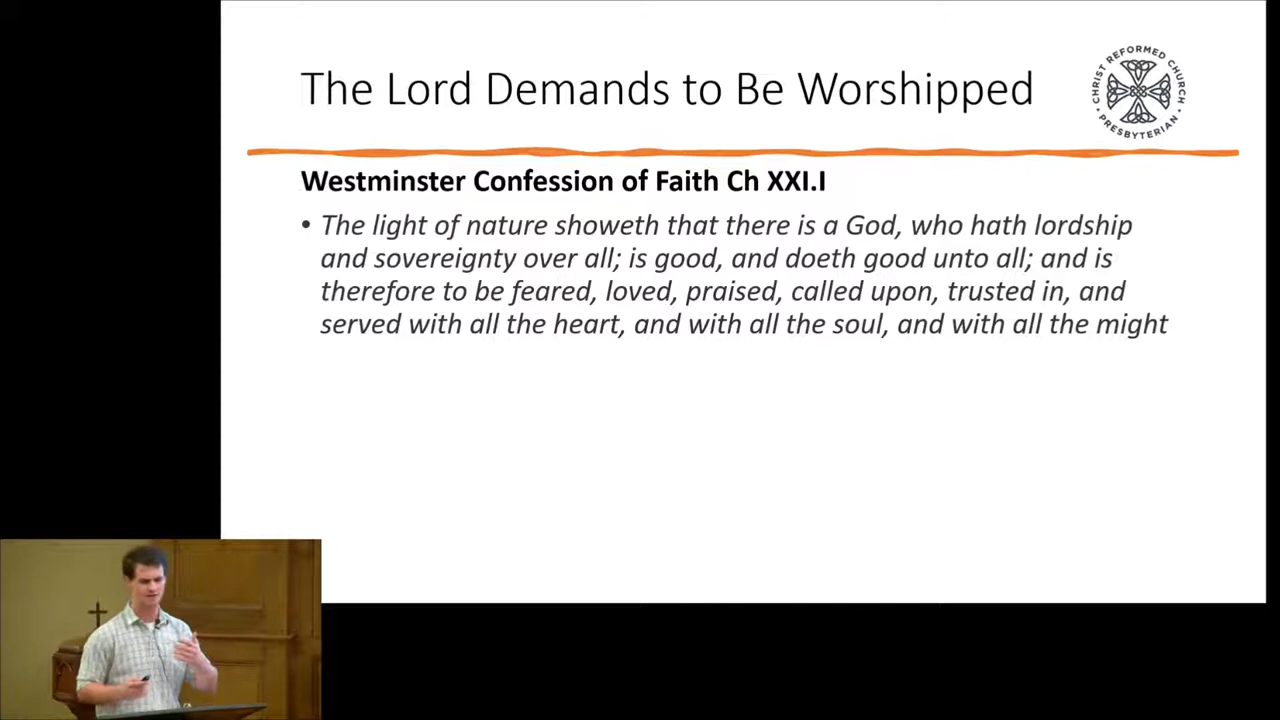 The Lord Demands to Be Worshipped
CHRIST REFORMED CHURCH
• PRESBYTERIAN •
Westminster Confession of Faith Ch XXI.I
• The light of nature showeth that there is a God, who hath lordship
and sovereignty over all; is good, and doeth good unto all; and is
therefore to be feared, loved, praised, called upon, trusted in, and
served with all the heart, and with all the soul, and with all the might